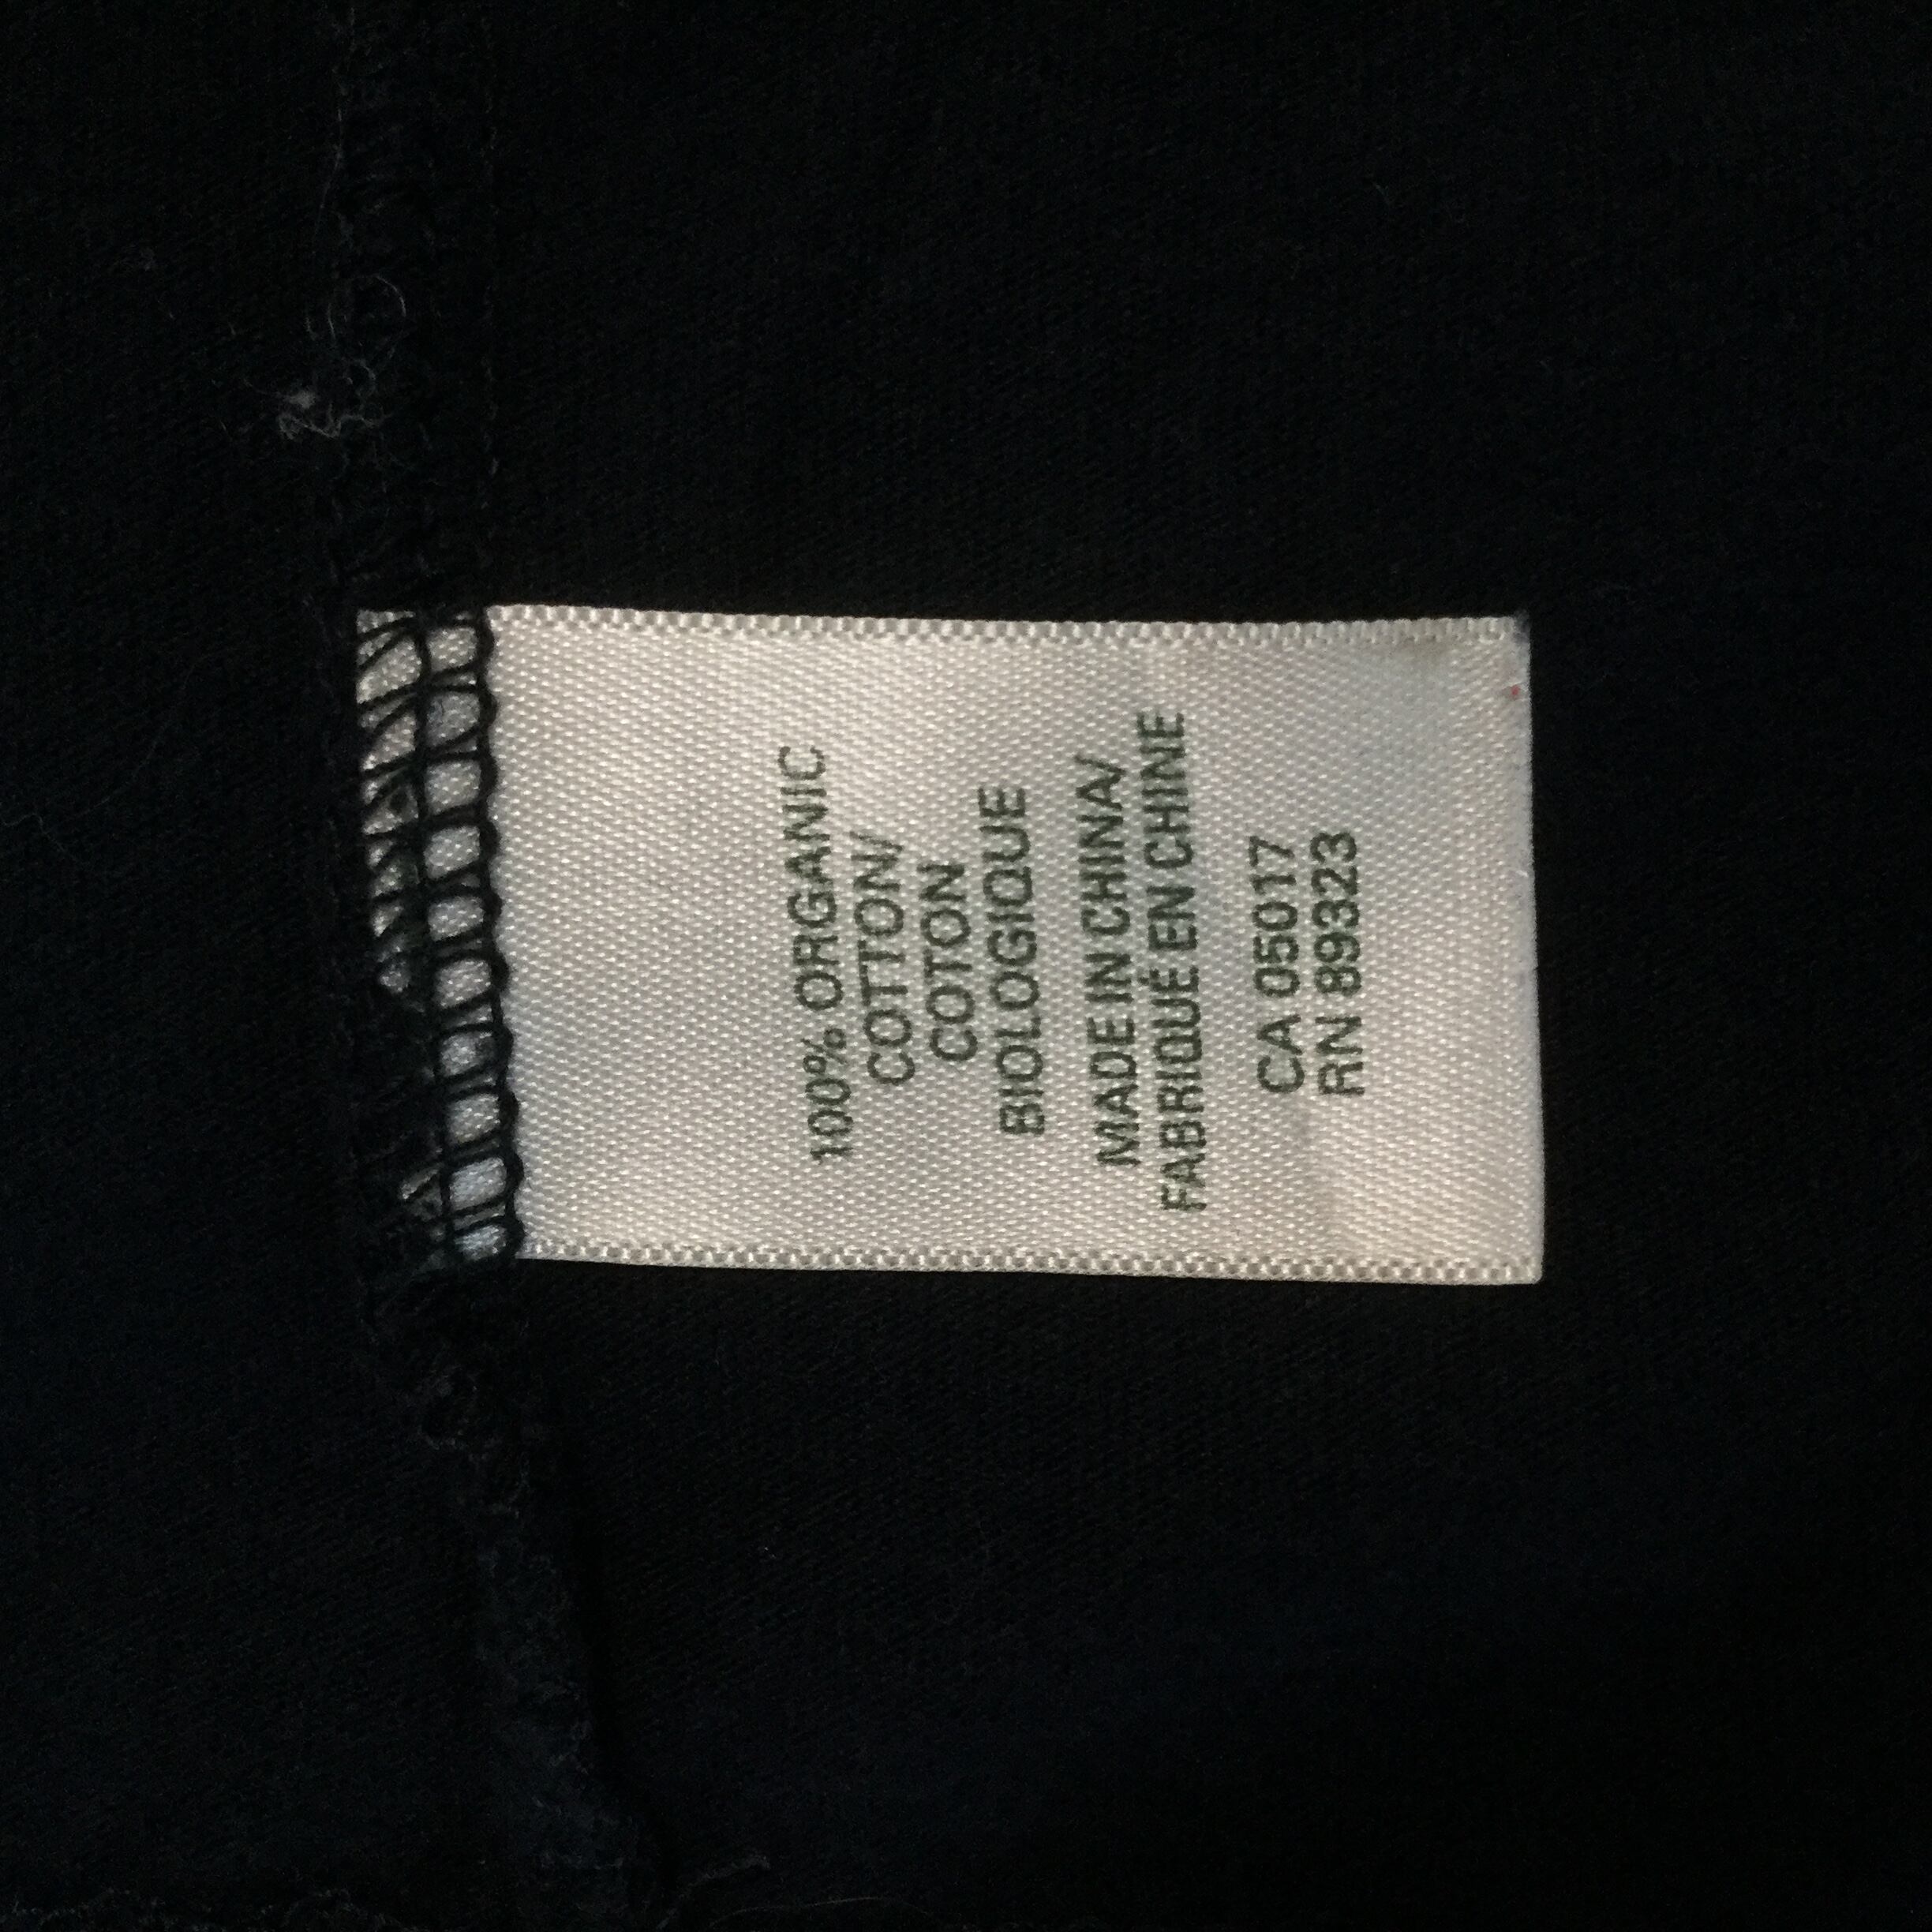 100% ORGANIC
COTTON/
COTON
BIOLOGIQUE
MADE IN CHINA/
FABRIQUÉ EN CHINE
CA 05017
RN 89323